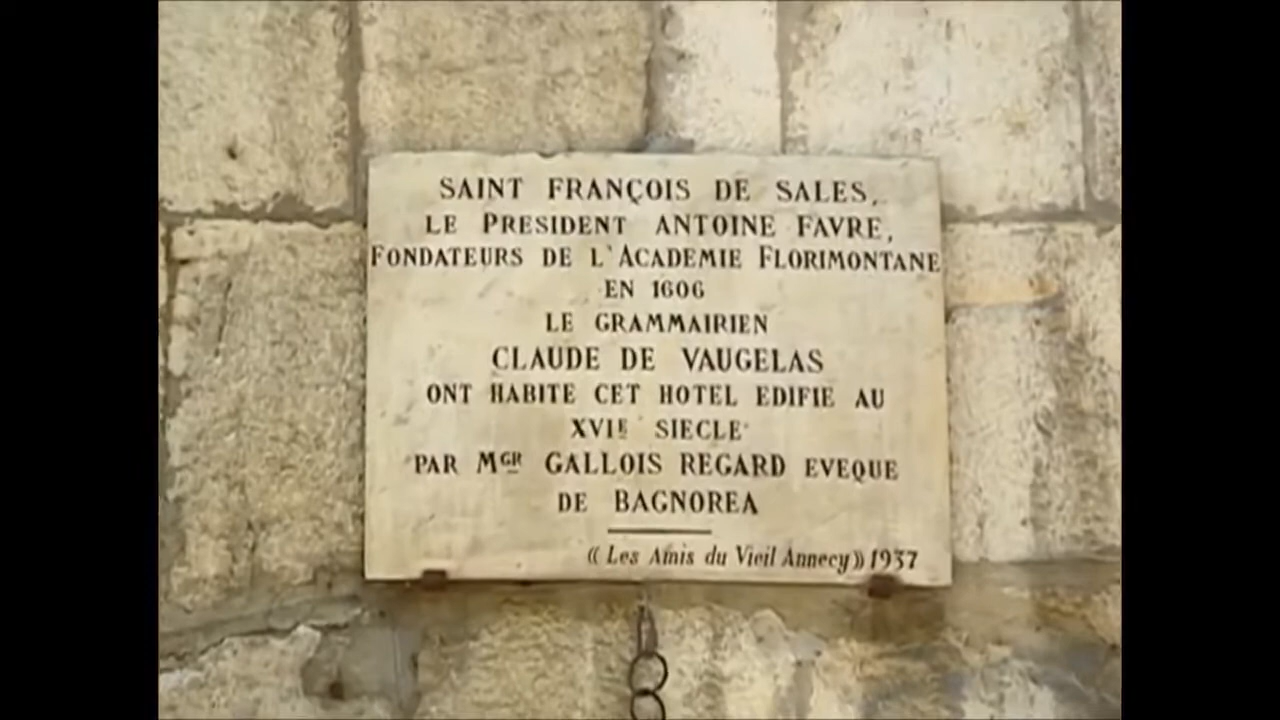 SAINT FRANÇOIS DE SALES,
LE PRESIDENT ANTOINE FAVRE,
FONDATEURS DE L'ACADEMIE FLORIMONTANE
EN 1606
LE GRAMMAIRIEN
CLAUDE DE VAUGELAS
ONT HABITE CET HOTEL EDIFIE AU
XVIE SIECLE
PAR MGR GALLOIS REGARD EVEQUE
DE BAGNOREA
« Les Amis du Vieil Annecy » 1937